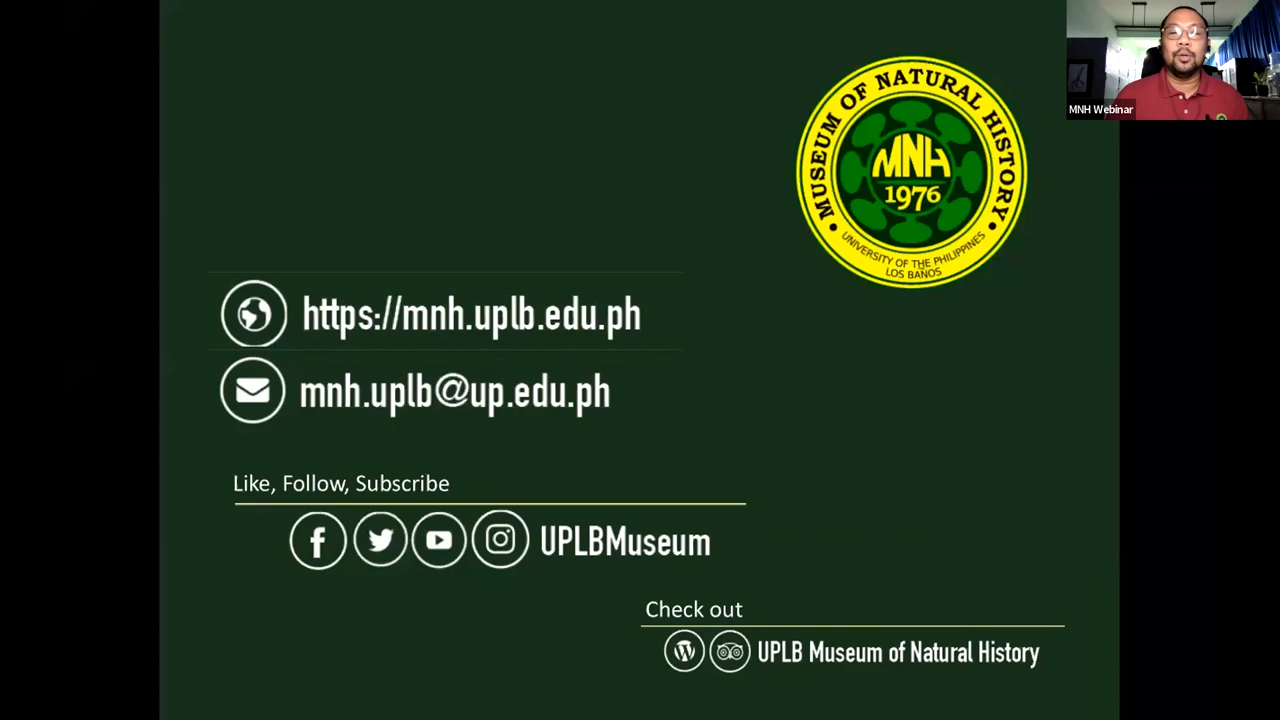 MUSEUM OF NATURAL HISTORY
MNH
1976
UNIVERSITY OF THE PHILIPPINES
LOS BAÑOS
MNH Webinar
https://mnh.uplb.edu.ph
mnh.uplb@up.edu.ph
Like, Follow, Subscribe
UPLBMuseum
Check out
UPLB Museum of Natural History